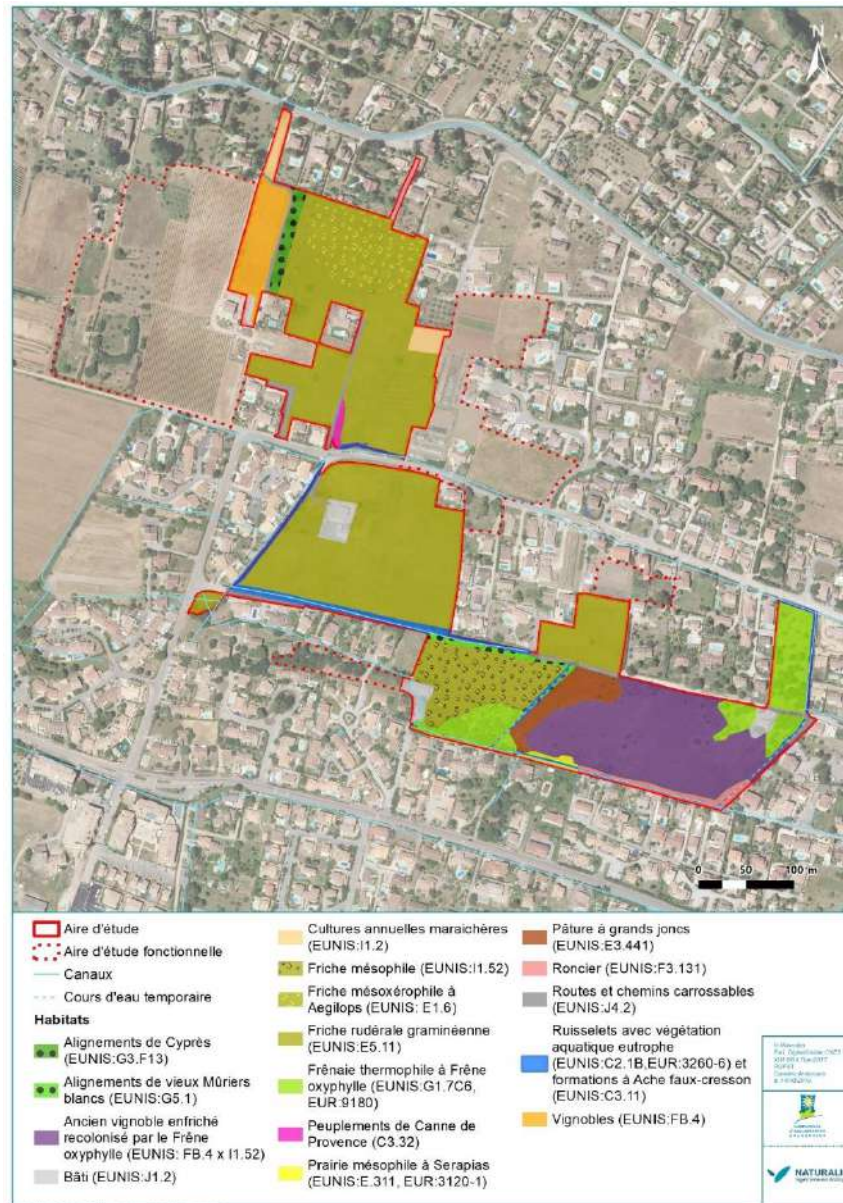 N
0 50 100 m
Aire d'étude
Aire d'étude fonctionnelle
Canaux
Cours d'eau temporaire
Habitats
Alignements de Cyprès
(EUNIS:G3.F13)
Alignements de vieux Mûriers
blancs (EUNIS:G5.1)
Ancien vignoble enfriché
recolonisé par le Frêne
oxyphylle (EUNIS: FB.4 x I1.52)
Bâti (EUNIS:J1.2)
Cultures annuelles maraichères
(EUNIS:I1.2)
Friche mésophile (EUNIS:I1.52)
Friche mésoxérophile à
Aegilops (EUNIS: E1.6)
Friche rudérale graminéenne
(EUNIS:E5.11)
Frênaie thermophile à Frêne
oxyphylle (EUNIS:G1.7C6,
EUR:9180)
Peuplements de Canne de
Provence (C3.32)
Prairie mésophile à Serapias
(EUNIS:E.311, EUR:3120-1)
Pâture à grands joncs
(EUNIS:E3.441)
Roncier (EUNIS:F3.131)
Routes et chemins carrossables
(EUNIS:J4.2)
Ruisselets avec végétation
aquatique eutrophe
(EUNIS:C2.1B,EUR:3260-6) et
formations à Ache faux-cresson
(EUNIS:C3.11)
Vignobles (EUNIS:FB.4)
NATURALI